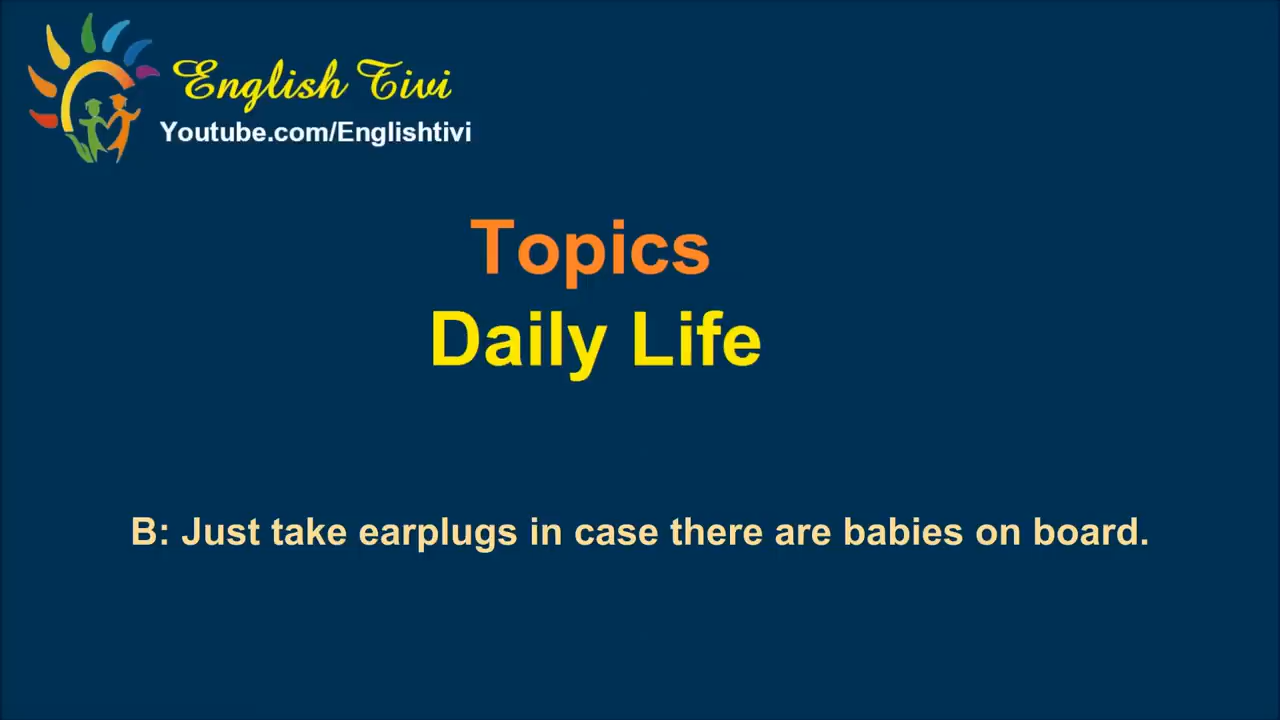 English Tivi
Youtube.com/Englishtivi
Topics
Daily Life
B: Just take earplugs in case there are babies on board.